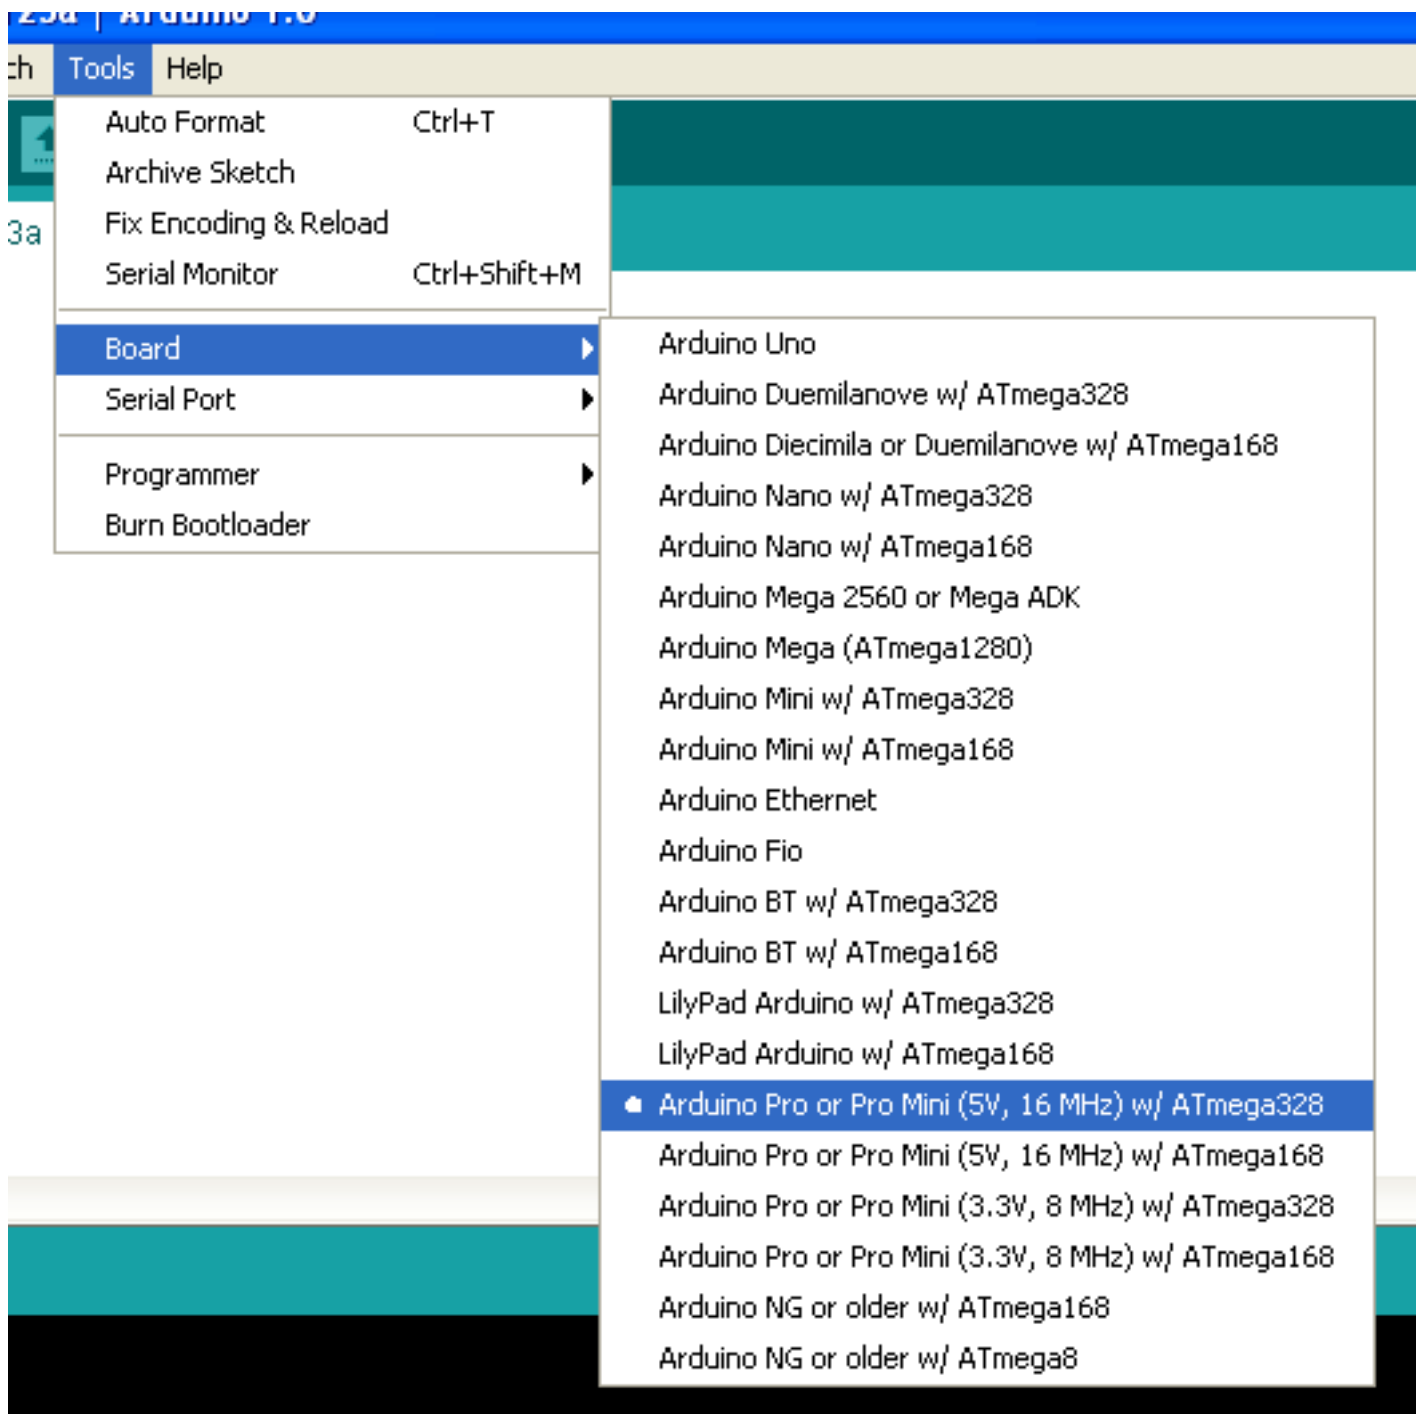 23a | Arduino 1.0
ch Tools Help
Auto Format Ctrl+T
Archive Sketch
3a
Fix Encoding & Reload
Serial Monitor Ctrl+Shift+M
Board
Serial Port
Programmer
Burn Bootloader
Arduino Uno
Arduino Duemilanove w/ ATmega328
Arduino Diecimila or Duemilanove w/ ATmega168
Arduino Nano w/ ATmega328
Arduino Nano w/ ATmega168
Arduino Mega 2560 or Mega ADK
Arduino Mega (ATmega1280)
Arduino Mini w/ ATmega328
Arduino Mini w/ ATmega168
Arduino Ethernet
Arduino Fio
Arduino BT w/ ATmega328
Arduino BT w/ ATmega168
LilyPad Arduino w/ ATmega328
LilyPad Arduino w/ ATmega168
Arduino Pro or Pro Mini (5V, 16 MHz) w/ ATmega328
Arduino Pro or Pro Mini (5V, 16 MHz) w/ ATmega168
Arduino Pro or Pro Mini (3.3V, 8 MHz) w/ ATmega328
Arduino Pro or Pro Mini (3.3V, 8 MHz) w/ ATmega168
Arduino NG or older w/ ATmega168
Arduino NG or older w/ ATmega8